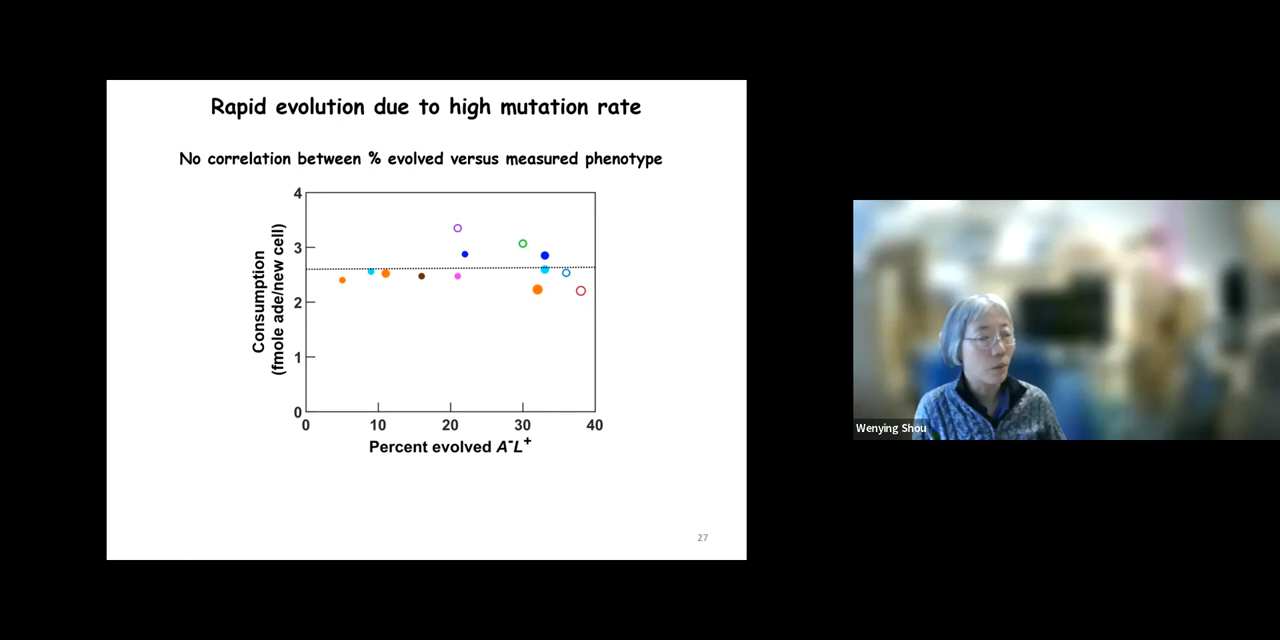 Rapid evolution due to high mutation rate
No correlation between % evolved versus measured phenotype
4
3
2
1
0
Consumption
(fmole ade/new cell)
0 10 20 30 40
Percent evolved A⁻L⁺
27
Wenying Shou